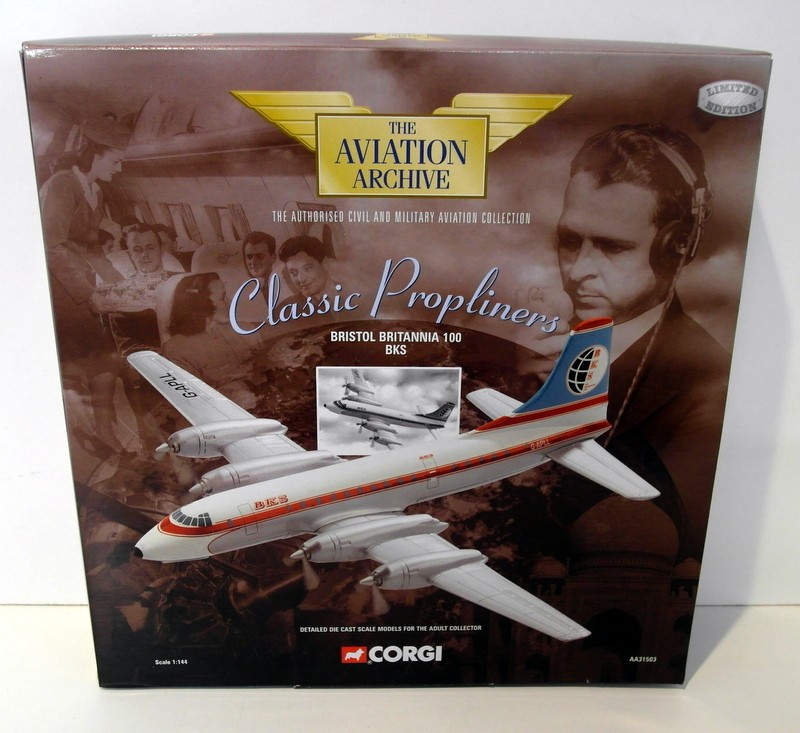 LIMITED
EDITION
THE
AVIATION
ARCHIVE
THE AUTHORISED CIVIL AND MILITARY AVIATION COLLECTION
Classic Propliners
BRISTOL BRITANNIA 100
BKS
G-APLL
BKS
G-APLL
DETAILED DIE CAST SCALE MODELS FOR THE ADULT COLLECTOR
CORGI
Scale 1:144
AA31503